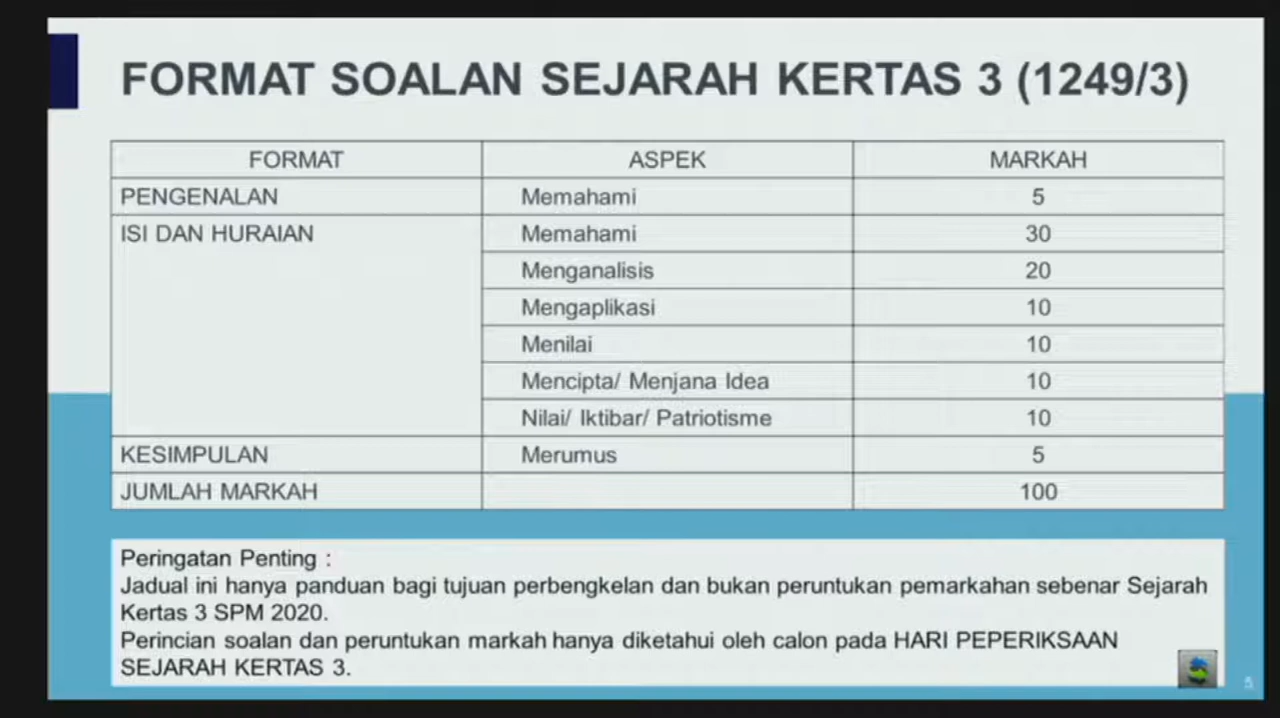 FORMAT SOALAN SEJARAH KERTAS 3 (1249/3)
FORMAT ASPEK MARKAH
PENGENALAN Memahami 5
ISI DAN HURAIAN Memahami 30
Menganalisis 20
Mengaplikasi 10
Menilai 10
Mencipta/ Menjana Idea 10
Nilai/ Iktibar/ Patriotisme 10
KESIMPULAN Merumus 5
JUMLAH MARKAH 100
Peringatan Penting :
Jadual ini hanya panduan bagi tujuan perbengkelan dan bukan peruntukan pemarkahan sebenar Sejarah
Kertas 3 SPM 2020.
Perincian soalan dan peruntukan markah hanya diketahui oleh calon pada HARI PEPERIKSAAN
SEJARAH KERTAS 3.
5